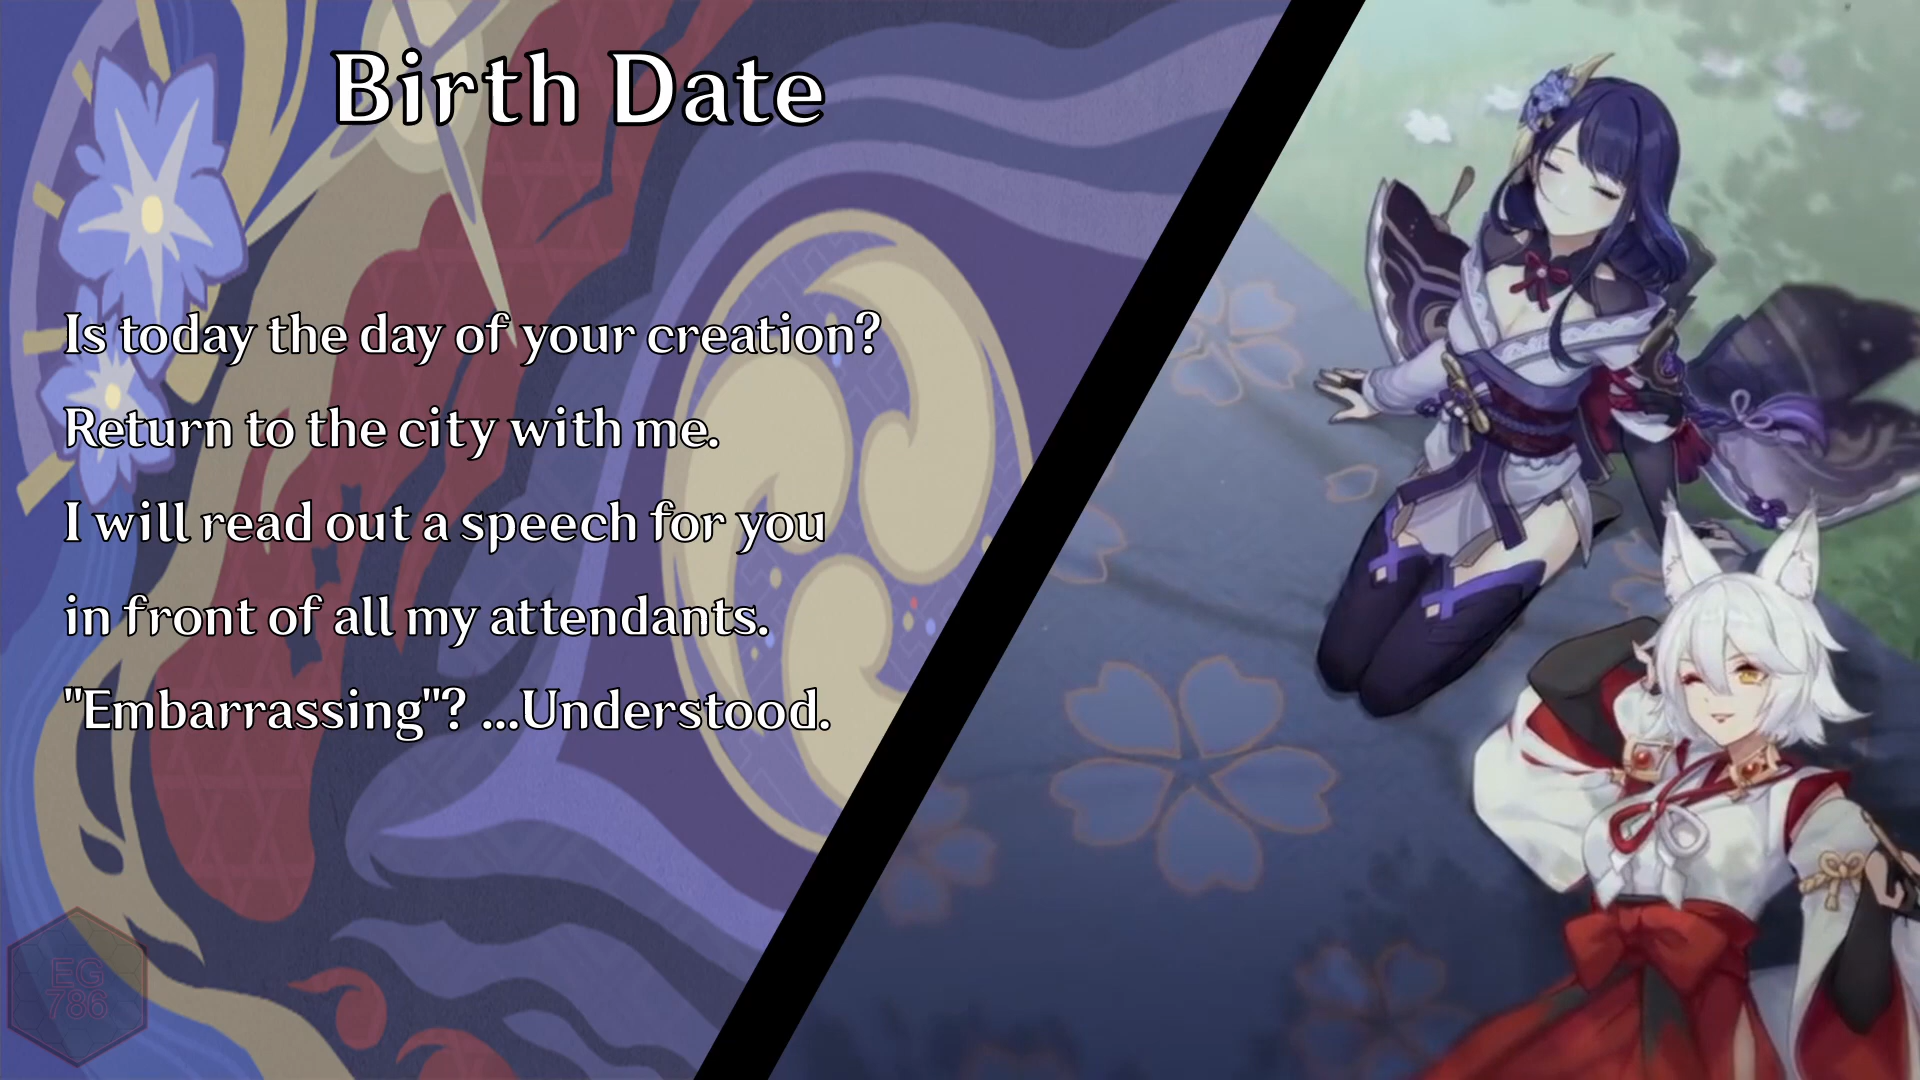 Birth Date
Is today the day of your creation?
Return to the city with me.
I will read out a speech for you
in front of all my attendants.
"Embarrassing"? ...Understood.
EG
786